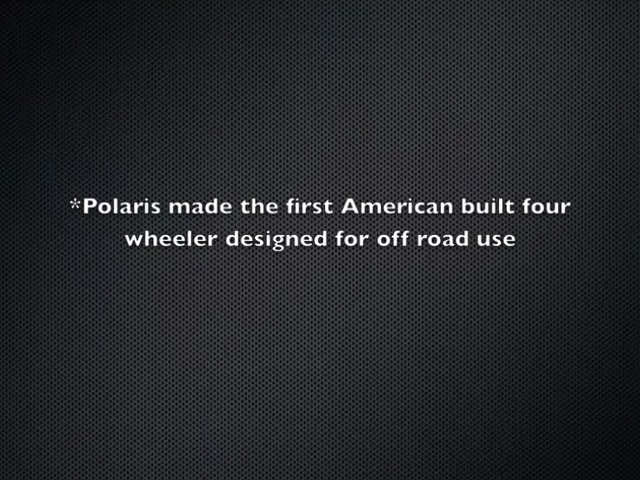 *Polaris made the first American built four
wheeler designed for off road use